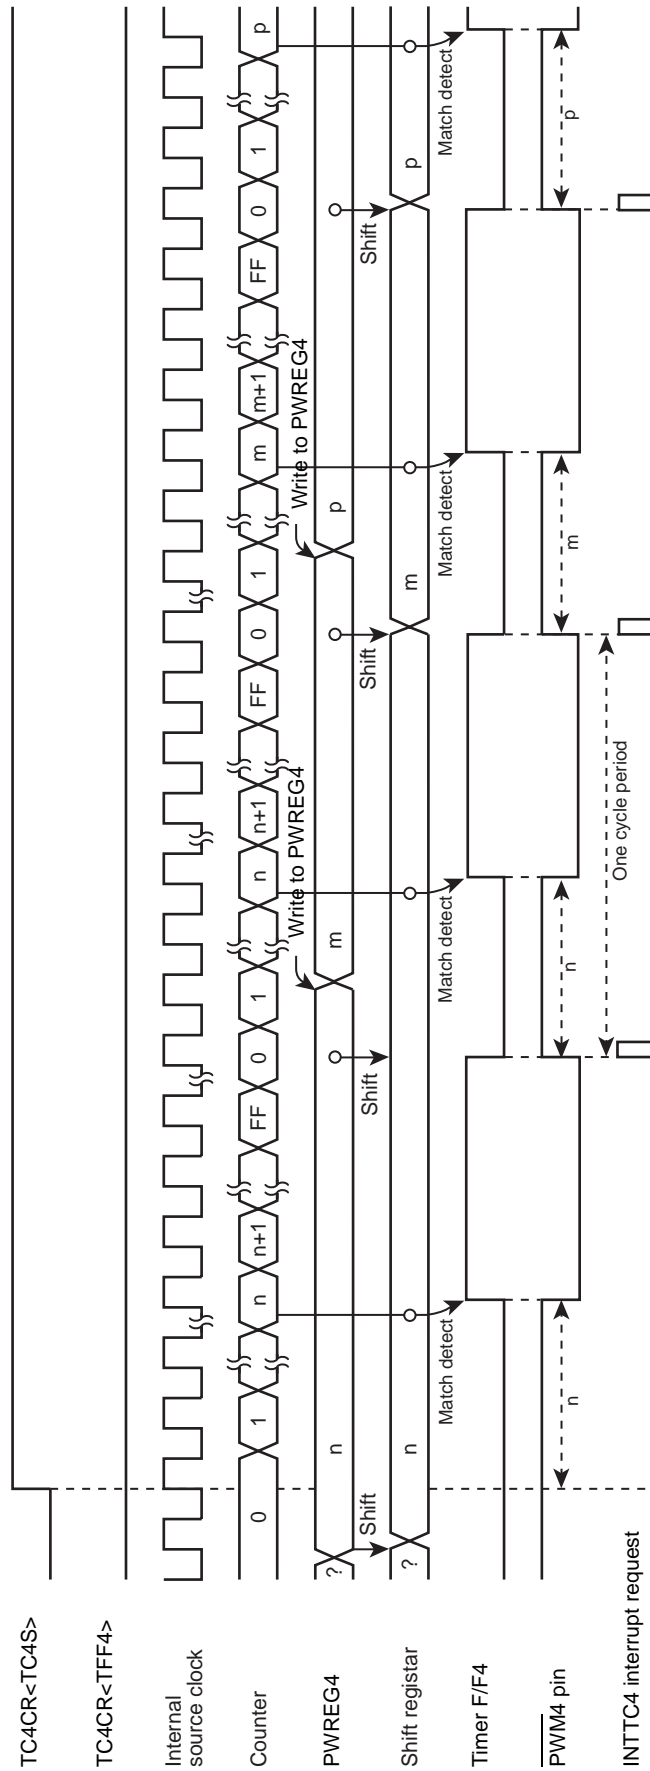 TC4CR<TC4S>
TC4CR<TFF4>
Internal
source clock
Counter 0 1 n n+1 FF 0 1 n n+1 FF 0 1 m m+1 FF 0 1 p
Write to PWREG4 Write to PWREG4
PWREG4 ? n m p
Shift Shift Shift Shift
Shift registar ? n m p
Match detect Match detect Match detect Match detect
Timer F/F4
PWM4 pin n n m p
One cycle period
INTTC4 interrupt request